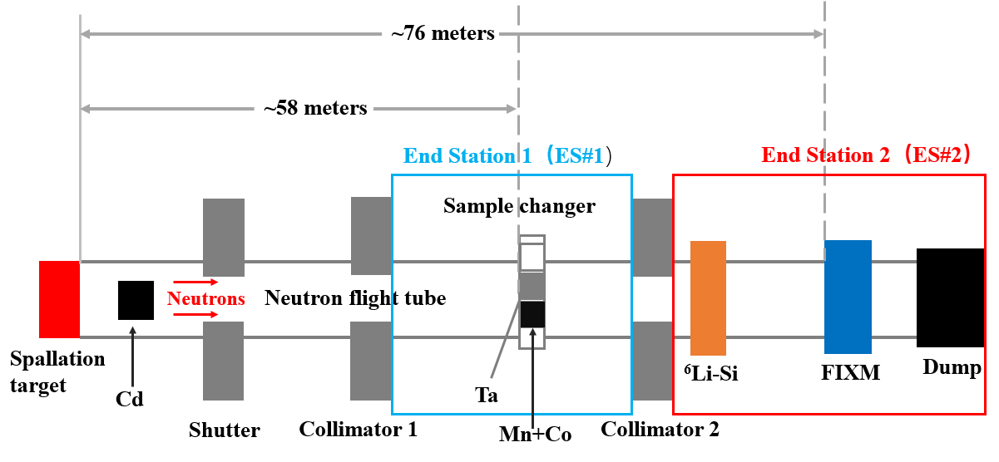 ~76 meters
~58 meters
End Station 1（ES#1）
End Station 2（ES#2）
Sample changer
Neutrons
Neutron flight tube
Spallation
target
Cd
Shutter
Collimator 1
Ta
Mn+Co
Collimator 2
⁶Li-Si
FIXM
Dump